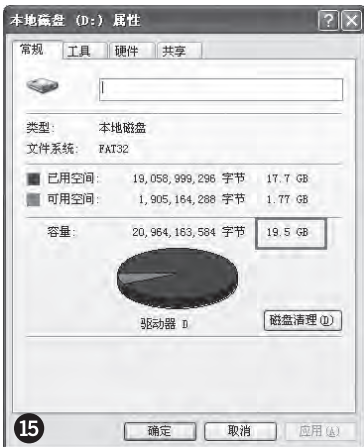 本地磁盘 (D:) 属性
常规 工具 硬件 共享
类型: 本地磁盘
文件系统: FAT32
已用空间: 19,058,999,296 字节 17.7 GB
可用空间: 1,905,164,288 字节 1.77 GB
容量: 20,964,163,584 字节 19.5 GB
驱动器 D 磁盘清理(D)
15 确定 取消 应用(A)